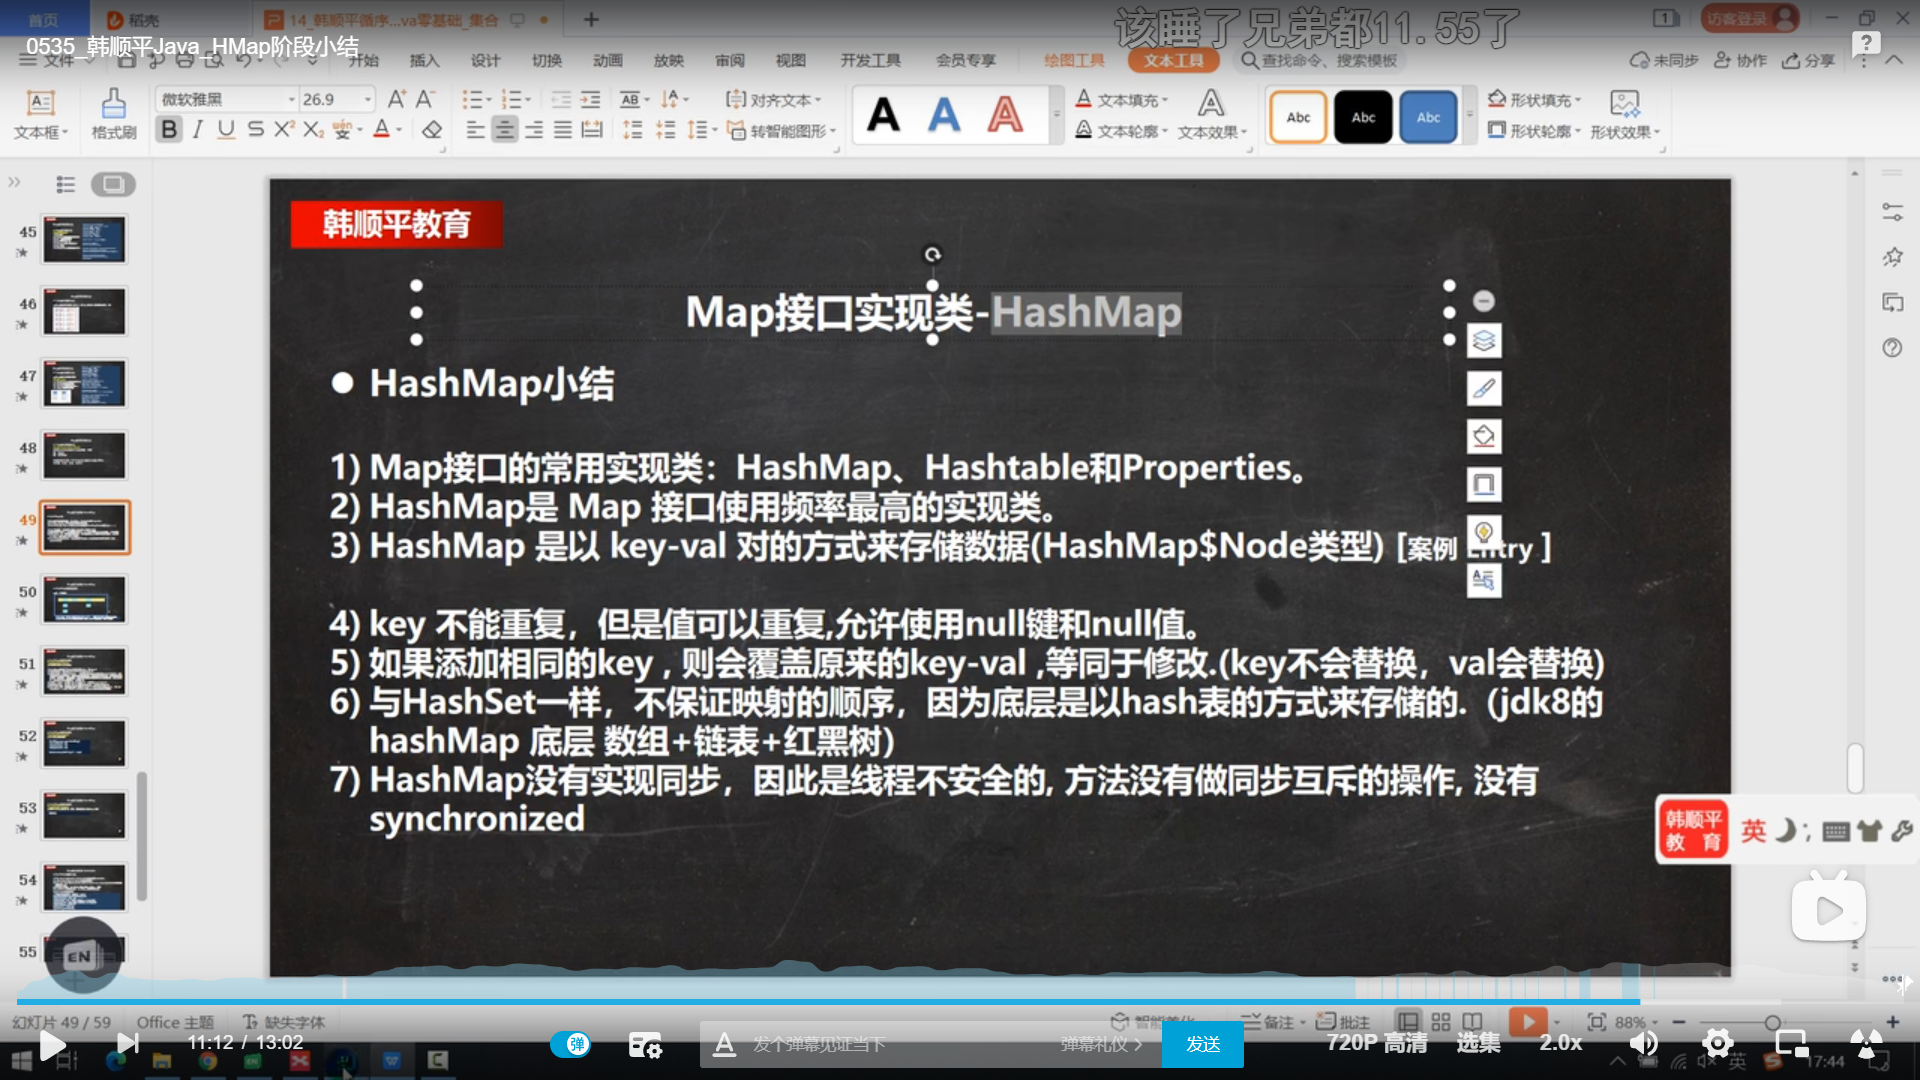 首页
稻壳
14_韩顺平循序...va零基础_集合
该睡了兄弟都11.55了
访客登录
0535_韩顺平Java_HMap阶段小结
文件
开始
插入
设计
切换
动画
放映
审阅
视图
开发工具
会员专享
绘图工具
文本工具
查找命令、搜索模板
未同步
协作
分享
文本框
格式刷
微软雅黑
26.9
对齐文本
转智能图形
文本填充
文本轮廓
文本效果
Abc
Abc
Abc
形状填充
形状轮廓
形状效果
45
46
47
48
49
50
51
52
53
54
55
韩顺平教育
Map接口实现类-HashMap
● HashMap小结
1) Map接口的常用实现类：HashMap、Hashtable和Properties。
2) HashMap是 Map 接口使用频率最高的实现类。
3) HashMap 是以 key-val 对的方式来存储数据(HashMap$Node类型) [案例 Entry ]
4) key 不能重复，但是值可以重复,允许使用null键和null值。
5) 如果添加相同的key , 则会覆盖原来的key-val ,等同于修改.(key不会替换，val会替换)
6) 与HashSet一样，不保证映射的顺序，因为底层是以hash表的方式来存储的.（jdk8的
hashMap 底层 数组+链表+红黑树）
7) HashMap没有实现同步，因此是线程不安全的, 方法没有做同步互斥的操作, 没有
synchronized
韩顺平
教 育
英
EN
幻灯片 49 / 59
Office 主题
缺失字体
智能美化
备注
批注
88%
11:12 / 13:02
弹
发个弹幕见证当下
弹幕礼仪
发送
720P 高清
选集
2.0x
英
17:44